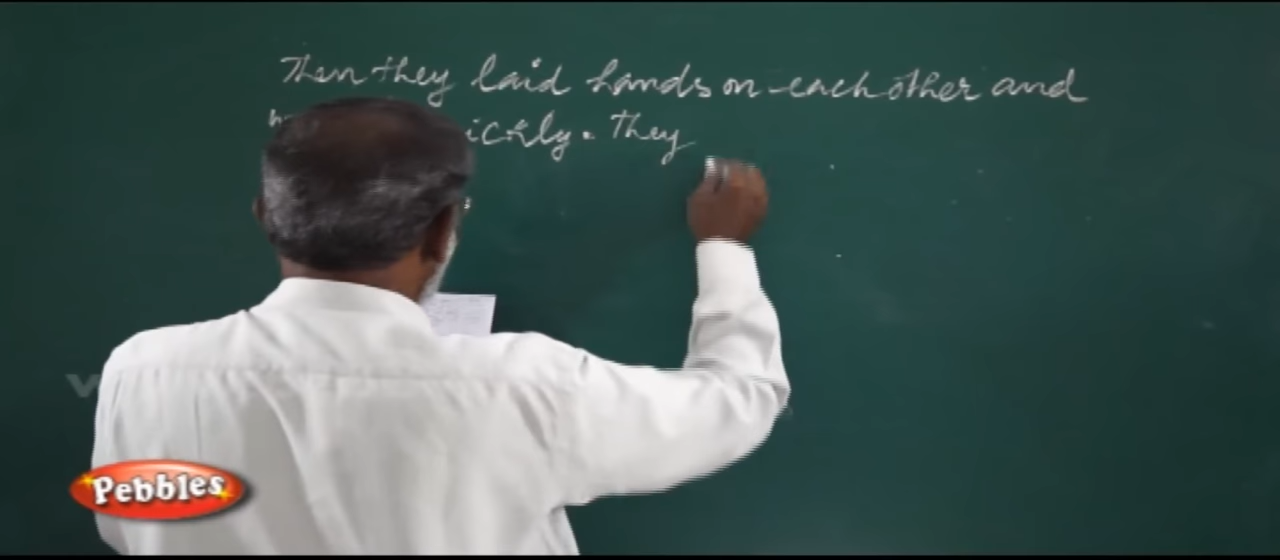 Then they laid hands on each other and
ickly. They
Pebbles